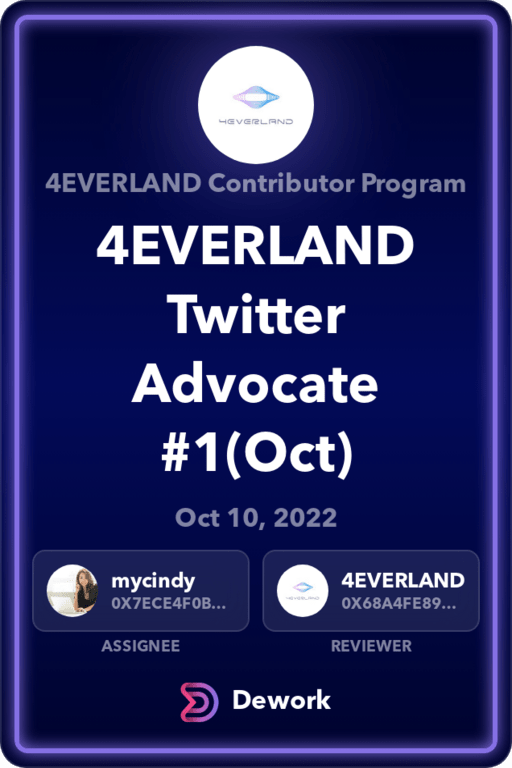 4EVERLAND
4EVERLAND Contributor Program
4EVERLAND
Twitter
Advocate
#1(Oct)
Oct 10, 2022
mycindy
0X7ECE4F0B...
ASSIGNEE
4EVERLAND
4EVERLAND
0X68A4FE89...
REVIEWER
Dework